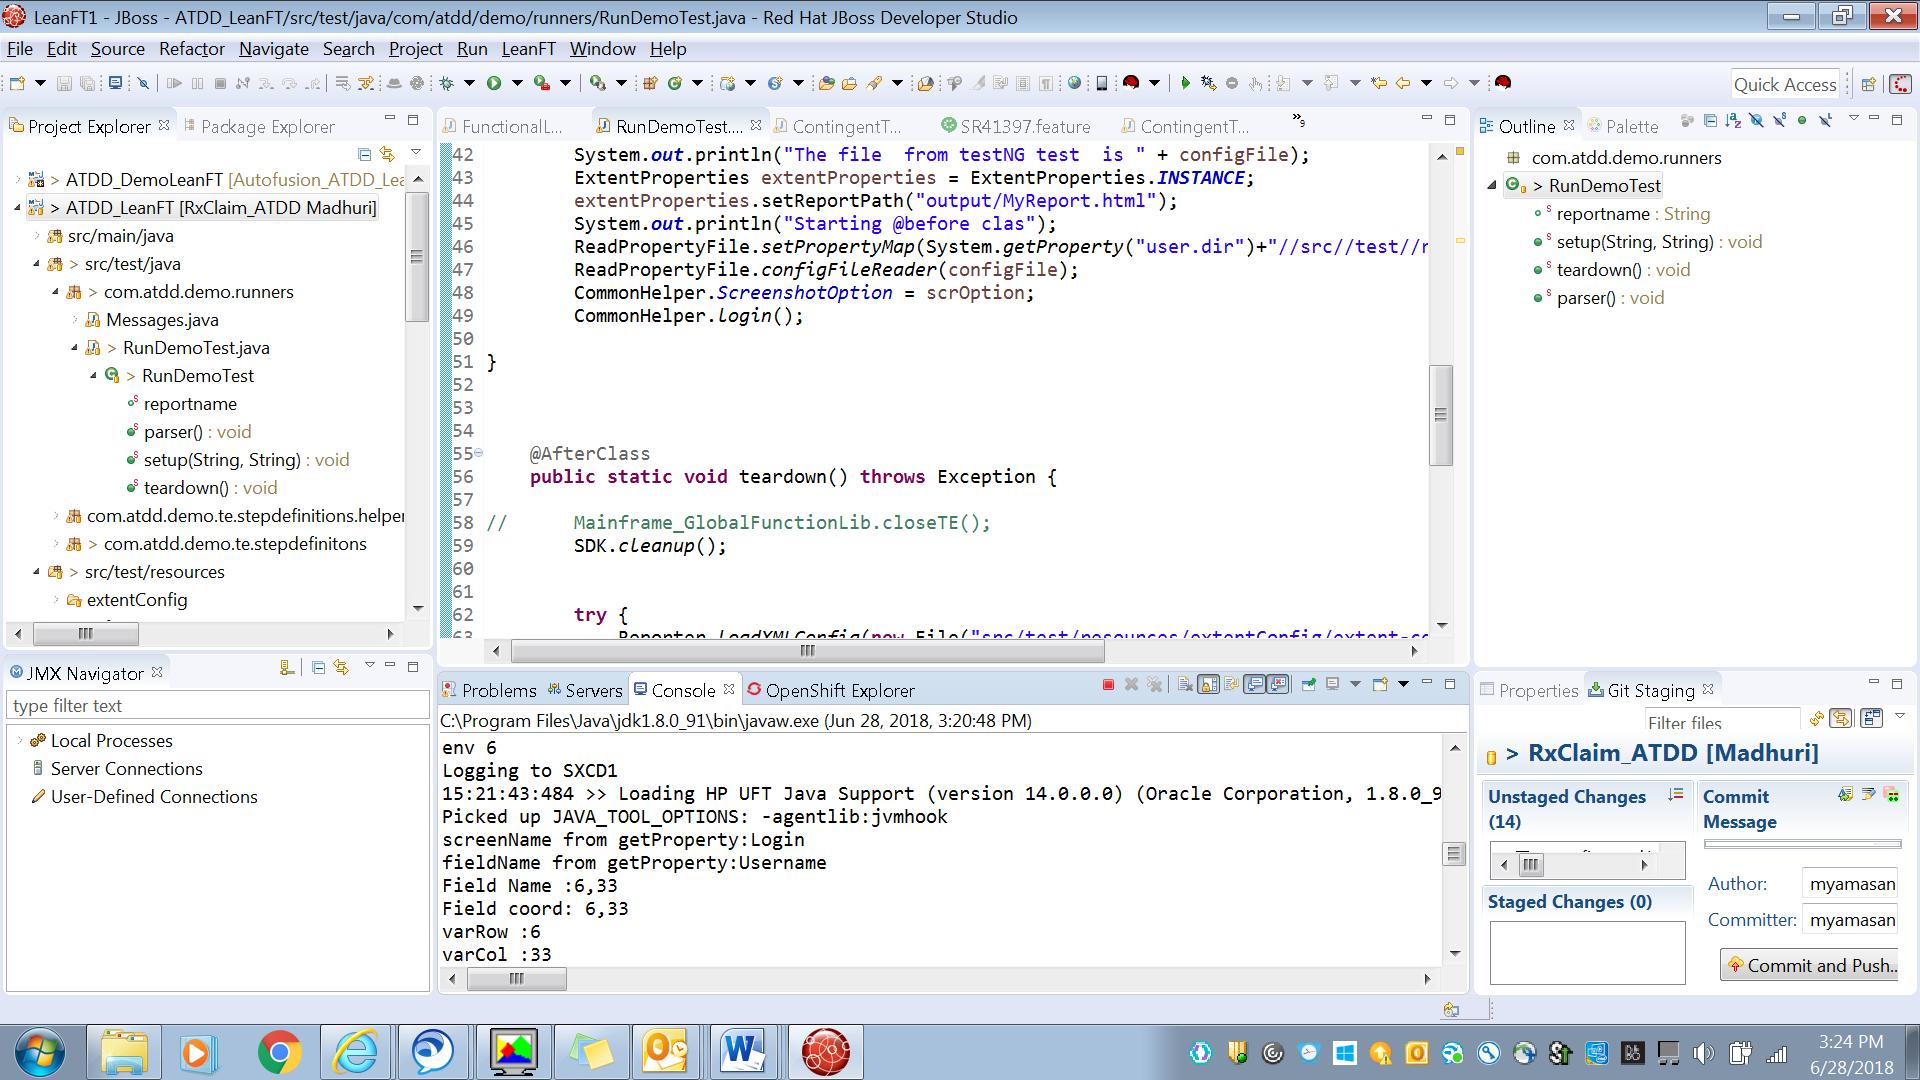 LeanFT1 - JBoss - ATDD_LeanFT/src/test/java/com/atdd/demo/runners/RunDemoTest.java - Red Hat JBoss Developer Studio
File Edit Source Refactor Navigate Search Project Run LeanFT Window Help
Quick Access
Project Explorer Package Explorer
> ATDD_DemoLeanFT [Autofusion_ATDD_Lea
> ATDD_LeanFT [RxClaim_ATDD Madhuri]
src/main/java
> src/test/java
> com.atdd.demo.runners
Messages.java
> RunDemoTest.java
> RunDemoTest
reportname
parser() : void
setup(String, String) : void
teardown() : void
com.atdd.demo.te.stepdefinitions.helper
> com.atdd.demo.te.stepdefinitons
> src/test/resources
extentConfig
JMX Navigator
type filter text
Local Processes
Server Connections
User-Defined Connections
FunctionalL... RunDemoTest.... ContingentT... SR41397.feature ContingentT... »9
42 System.out.println("The file  from testNG test  is " + configFile);
43 ExtentProperties extentProperties = ExtentProperties.INSTANCE;
44 extentProperties.setReportPath("output/MyReport.html");
45 System.out.println("Starting @before clas");
46 ReadPropertyFile.setPropertyMap(System.getProperty("user.dir")+"//src//test//r
47 ReadPropertyFile.configFileReader(configFile);
48 CommonHelper.ScreenshotOption = scrOption;
49 CommonHelper.login();
50
51 }
52
53
54
55 @AfterClass
56 public static void teardown() throws Exception {
57
58 // Mainframe_GlobalFunctionLib.closeTE();
59 SDK.cleanup();
60
61
62 try {
63 Reporter.loadXMLConfig(new File("src/test/resources/extentConfig/extent-co
Problems Servers Console OpenShift Explorer
C:\Program Files\Java\jdk1.8.0_91\bin\javaw.exe (Jun 28, 2018, 3:20:48 PM)
env 6
Logging to SXCD1
15:21:43:484 >> Loading HP UFT Java Support (version 14.0.0.0) (Oracle Corporation, 1.8.0_9
Picked up JAVA_TOOL_OPTIONS: -agentlib:jvmhook
screenName from getProperty:Login
fieldName from getProperty:Username
Field Name :6,33
Field coord: 6,33
varRow :6
varCol :33
Outline Palette
com.atdd.demo.runners
> RunDemoTest
reportname : String
setup(String, String) : void
teardown() : void
parser() : void
Properties Git Staging
Filter files
> RxClaim_ATDD [Madhuri]
Unstaged Changes (14)
Staged Changes (0)
Commit Message
Author: myamasan
Committer: myamasan
Commit and Push..
3:24 PM
6/28/2018